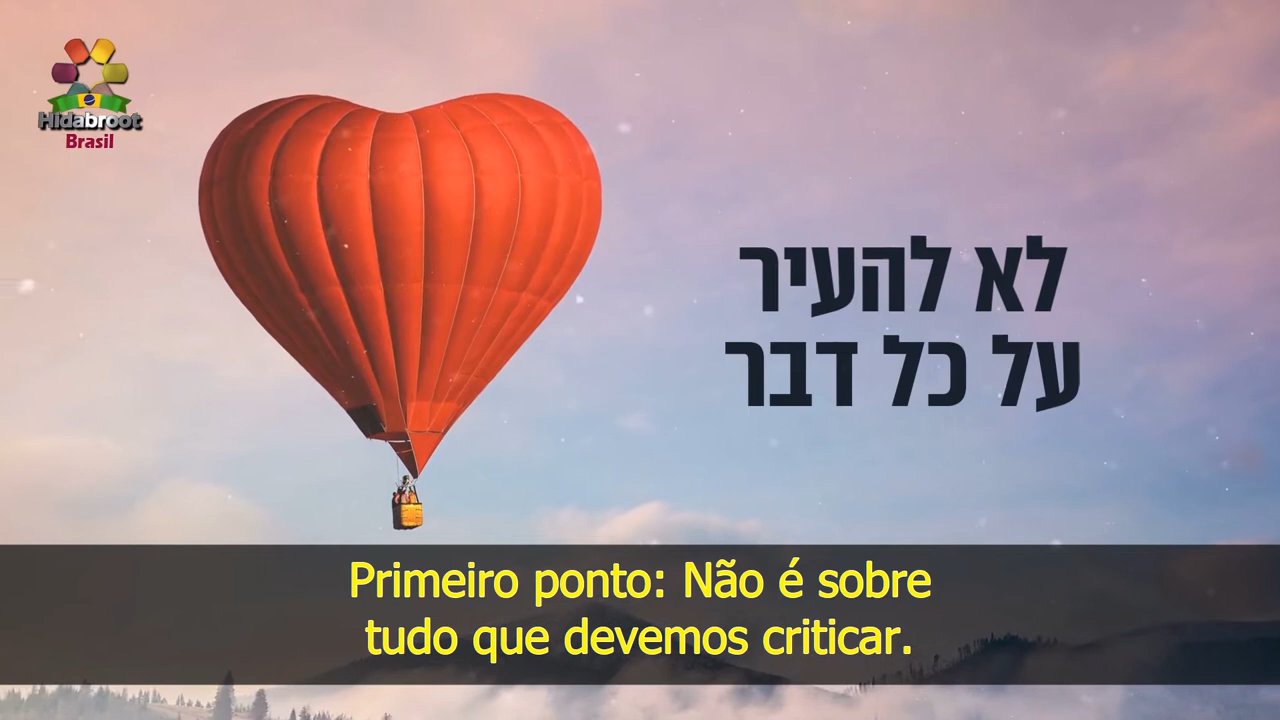 Hidabroot
Brasil
לא להעיר
על כל דבר
Primeiro ponto: Não é sobre
tudo que devemos criticar.